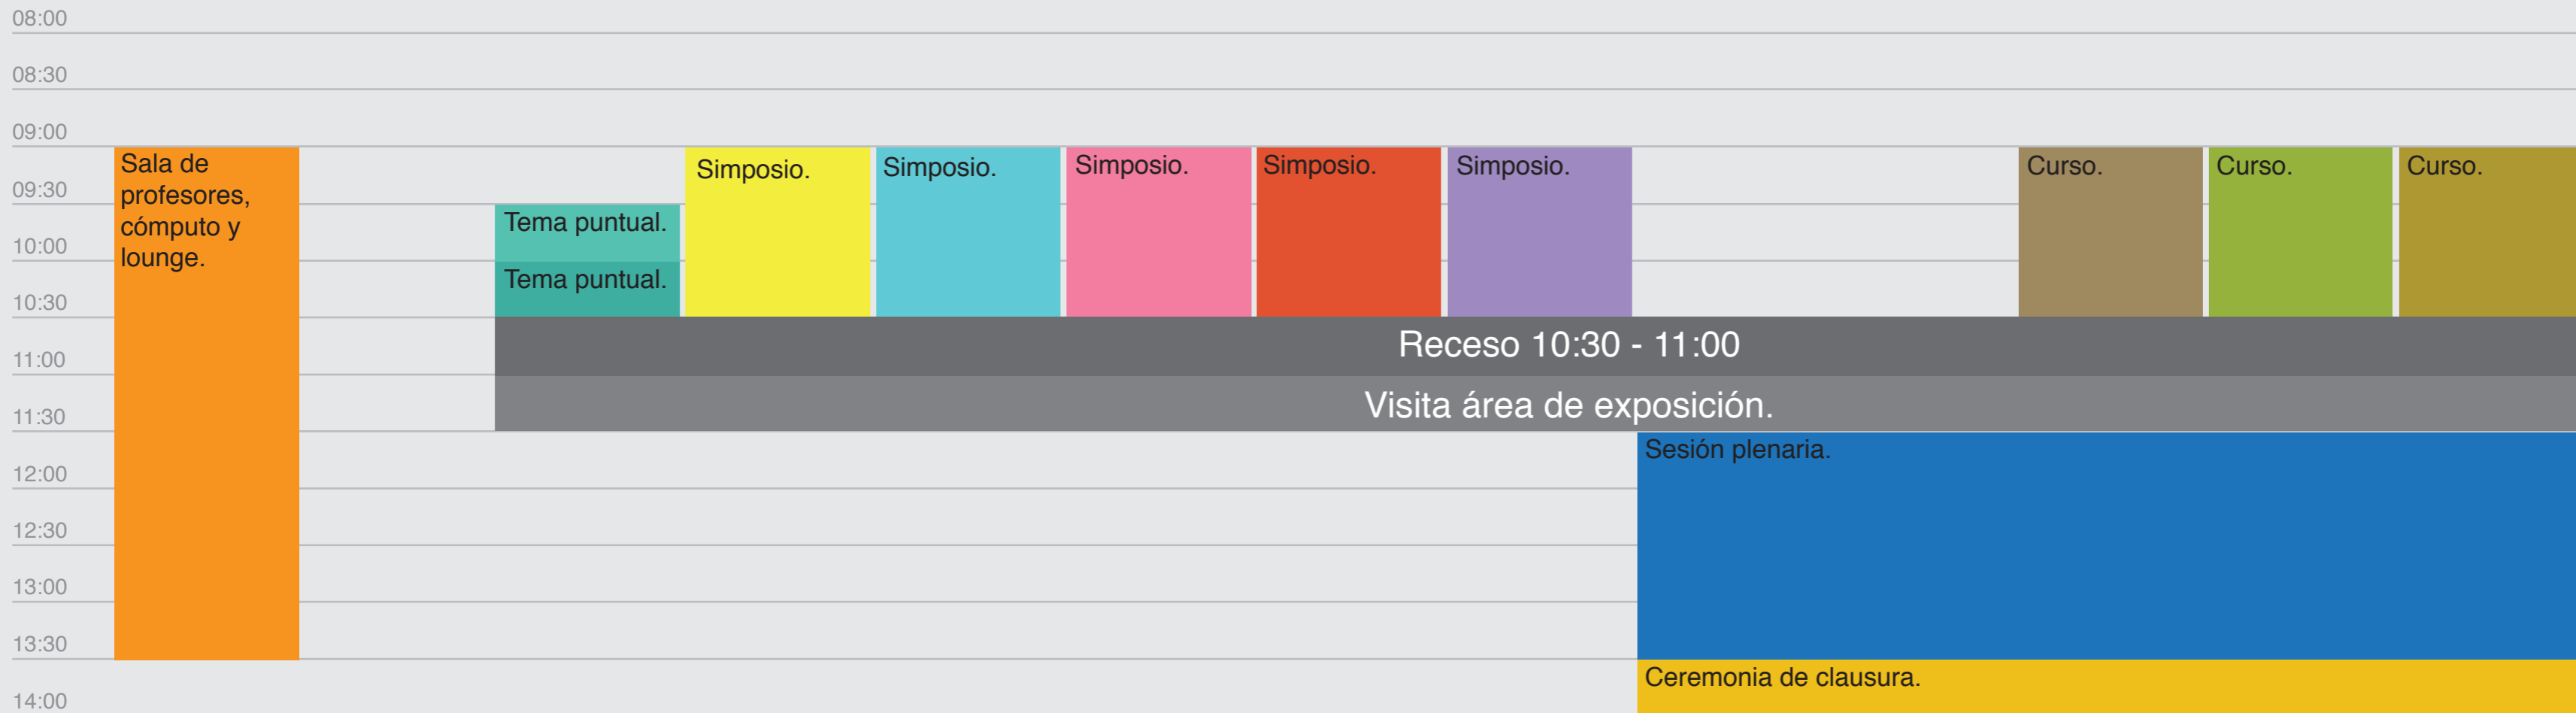 08:00
08:30
09:00
Sala de
profesores,
cómputo y
lounge.
Simposio.
Simposio.
Simposio.
Simposio.
Simposio.
Curso.
Curso.
Curso.
09:30
Tema puntual.
10:00
Tema puntual.
10:30
Receso 10:30 - 11:00
11:00
Visita área de exposición.
11:30
Sesión plenaria.
12:00
12:30
13:00
13:30
Ceremonia de clausura.
14:00